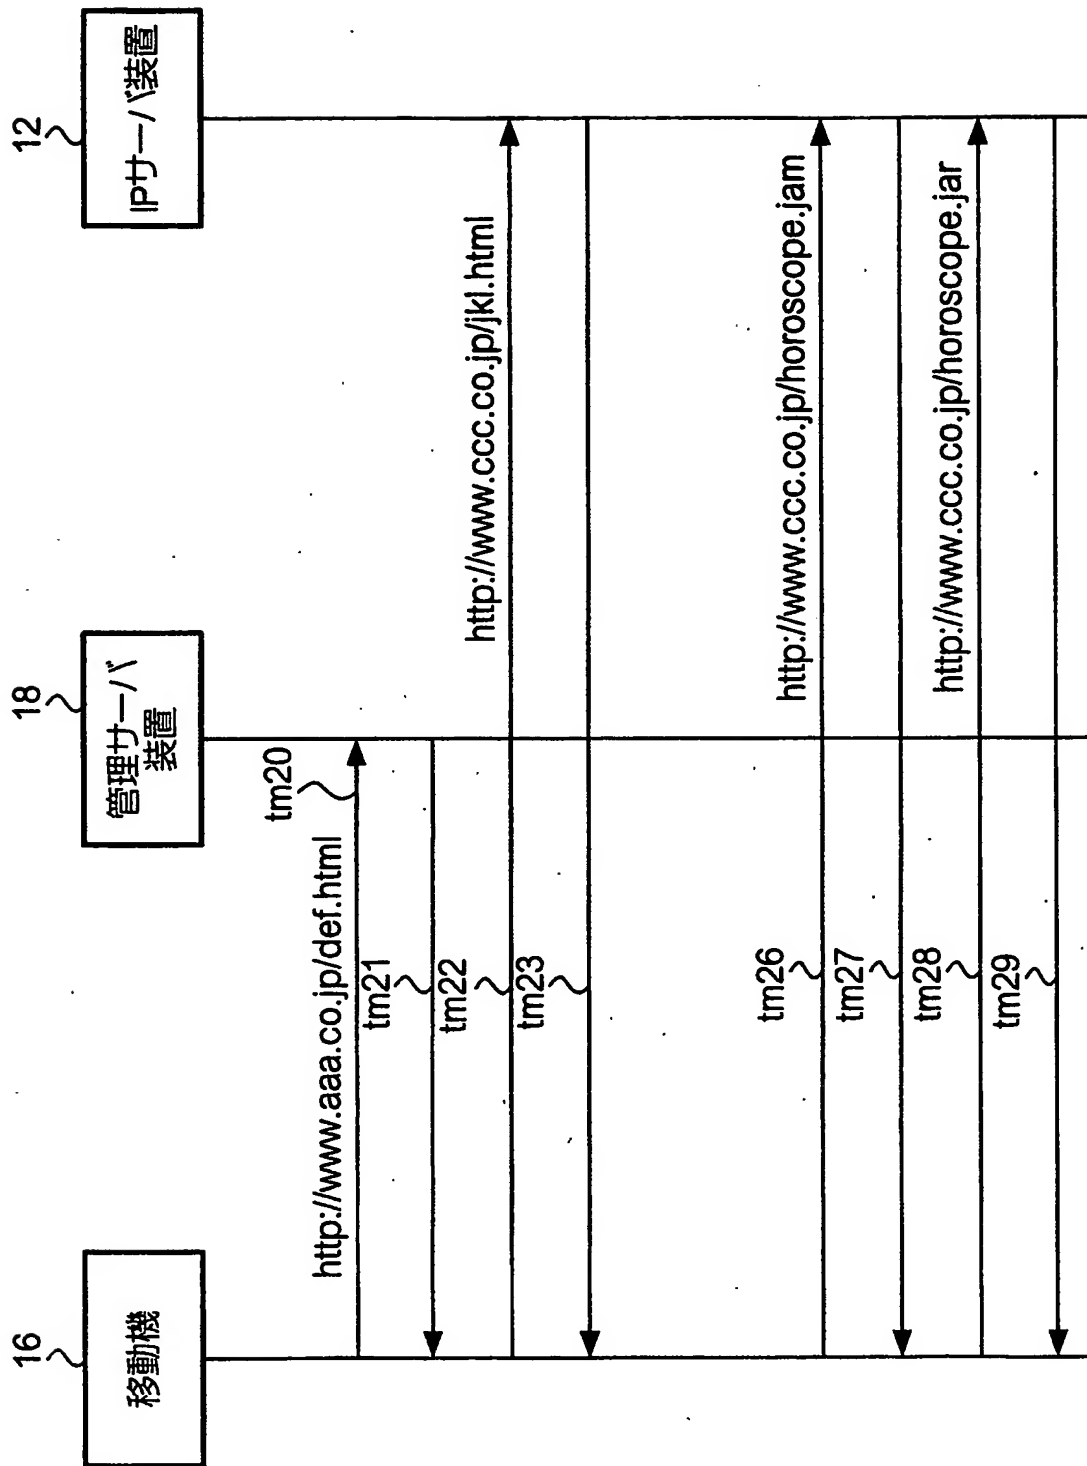 16
移動機
18
管理サーバ
装置
12
IPサーバ装置
http://www.aaa.co.jp/def.html
tm20
tm21
tm22
http://www.ccc.co.jp/jkl.html
tm23
tm26
http://www.ccc.co.jp/horoscope.jam
tm27
tm28
http://www.ccc.co.jp/horoscope.jar
tm29